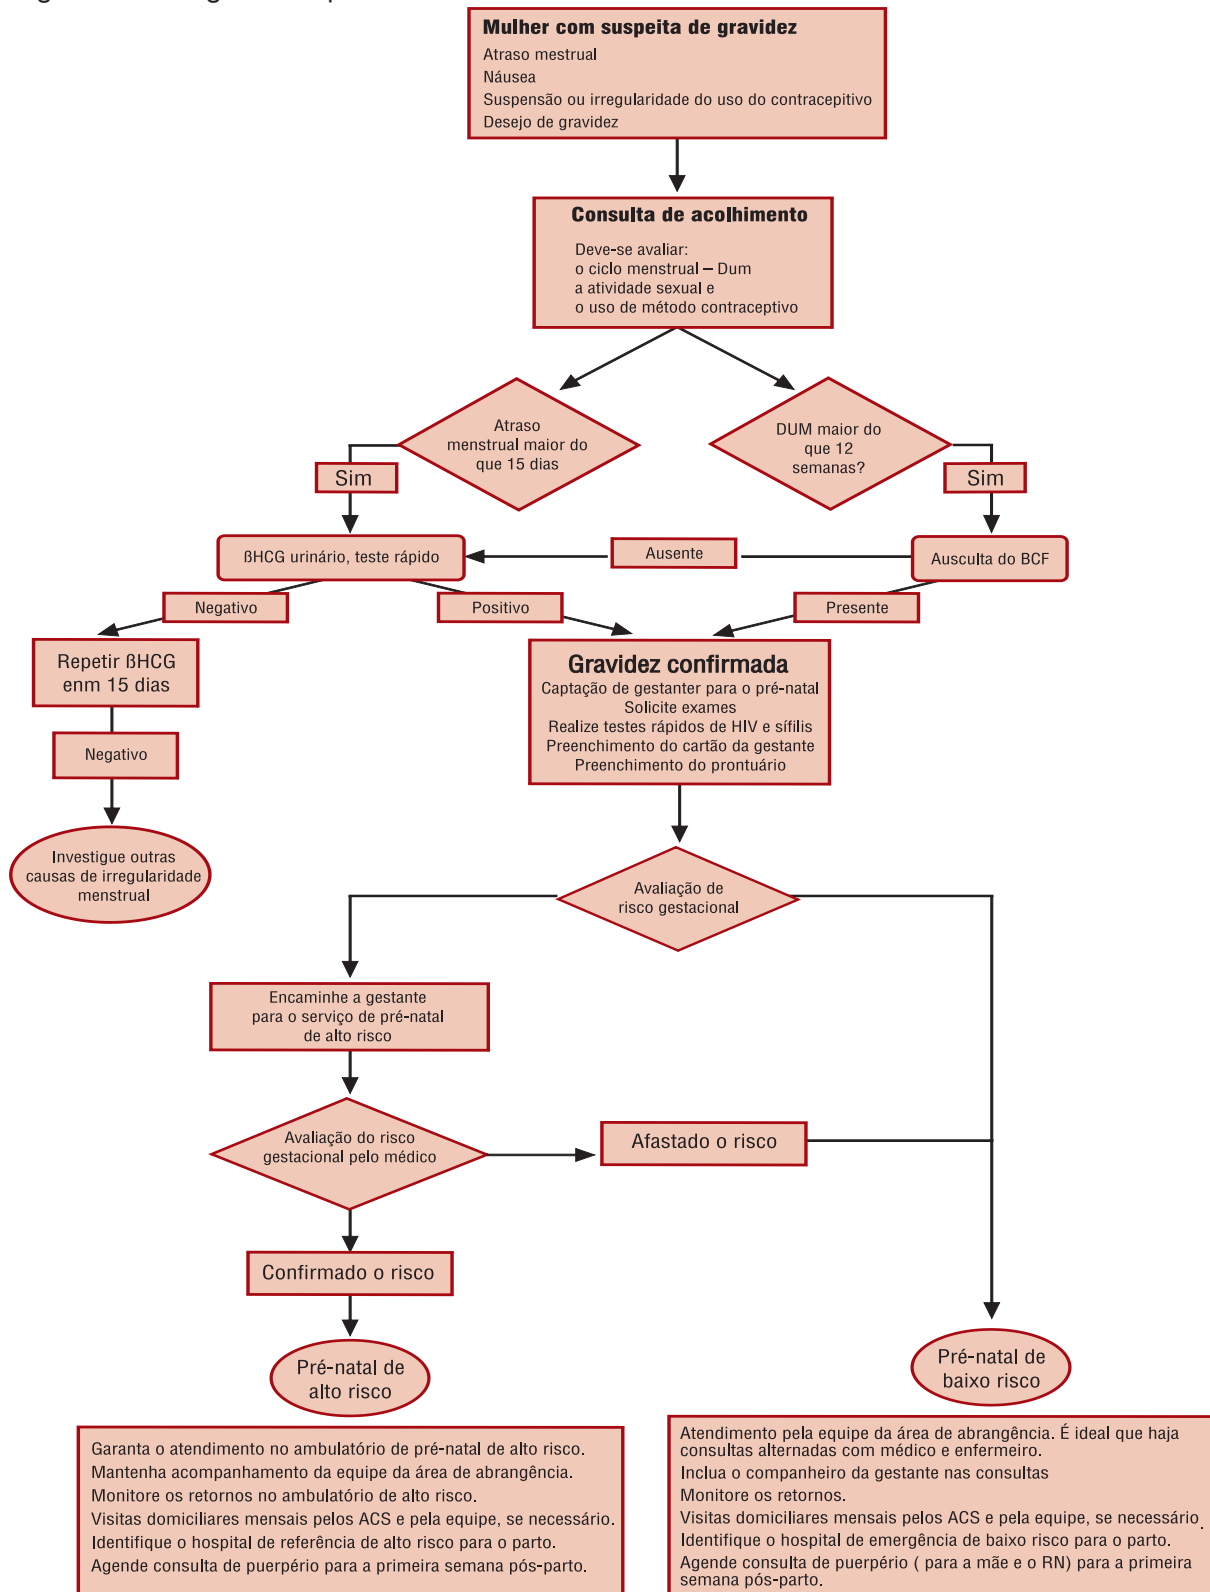 Mulher com suspeita de gravidez
Atraso mestrual
Náusea
Suspensão ou irregularidade do uso do contracepitivo
Desejo de gravidez
Consulta de acolhimento
Deve-se avaliar:
o ciclo menstrual – Dum
a atividade sexual e
o uso de método contraceptivo
Atraso
menstrual maior do
que 15 dias
DUM maior do
que 12
semanas?
Sim
Sim
ßHCG urinário, teste rápido
Ausente
Ausculta do BCF
Negativo
Positivo
Presente
Repetir ßHCG
enm 15 dias
Gravidez confirmada
Captação de gestanter para o pré-natal
Solicite exames
Realize testes rápidos de HIV e sífilis
Preenchimento do cartão da gestante
Preenchimento do prontuário
Negativo
Investigue outras
causas de irregularidade
menstrual
Avaliação de
risco gestacional
Encaminhe a gestante
para o serviço de pré-natal
de alto risco
Avaliação do risco
gestacional pelo médico
Afastado o risco
Confirmado o risco
Pré-natal de
alto risco
Pré-natal de
baixo risco
Garanta o atendimento no ambulatório de pré-natal de alto risco.
Mantenha acompanhamento da equipe da área de abrangência.
Monitore os retornos no ambulatório de alto risco.
Visitas domiciliares mensais pelos ACS e pela equipe, se necessário.
Identifique o hospital de referência de alto risco para o parto.
Agende consulta de puerpério para a primeira semana pós-parto.
Atendimento pela equipe da área de abrangência. É ideal que haja
consultas alternadas com médico e enfermeiro.
Inclua o companheiro da gestante nas consultas
Monitore os retornos.
Visitas domiciliares mensais pelos ACS e pela equipe, se necessário.
Identifique o hospital de emergência de baixo risco para o parto.
Agende consulta de puerpério ( para a mãe e o RN) para a primeira
semana pós-parto.